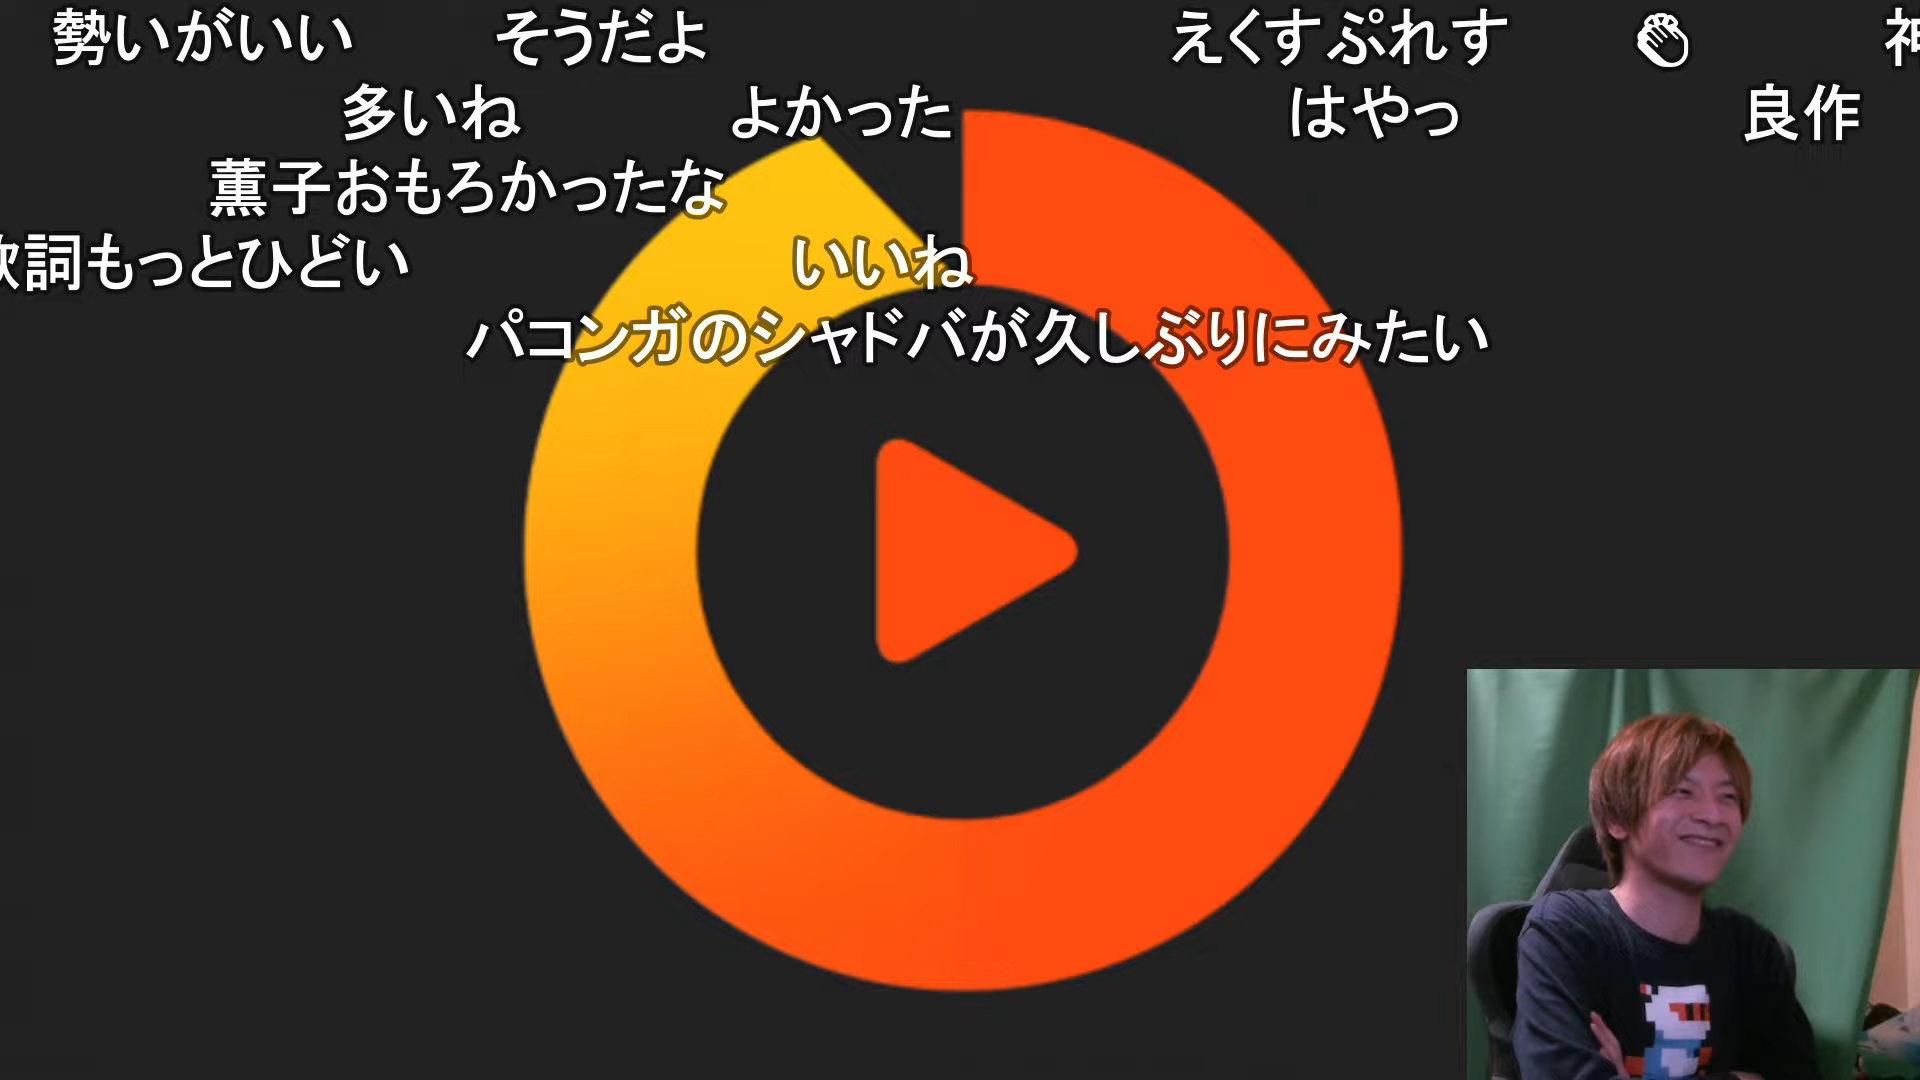 勢いがいい そうだよ えくすぷれす 👏 神
多いね よかった はやっ 良作
薫子おもろかったな
歌詞もっとひどい いいね
パコンガのシャドバが久しぶりにみたい